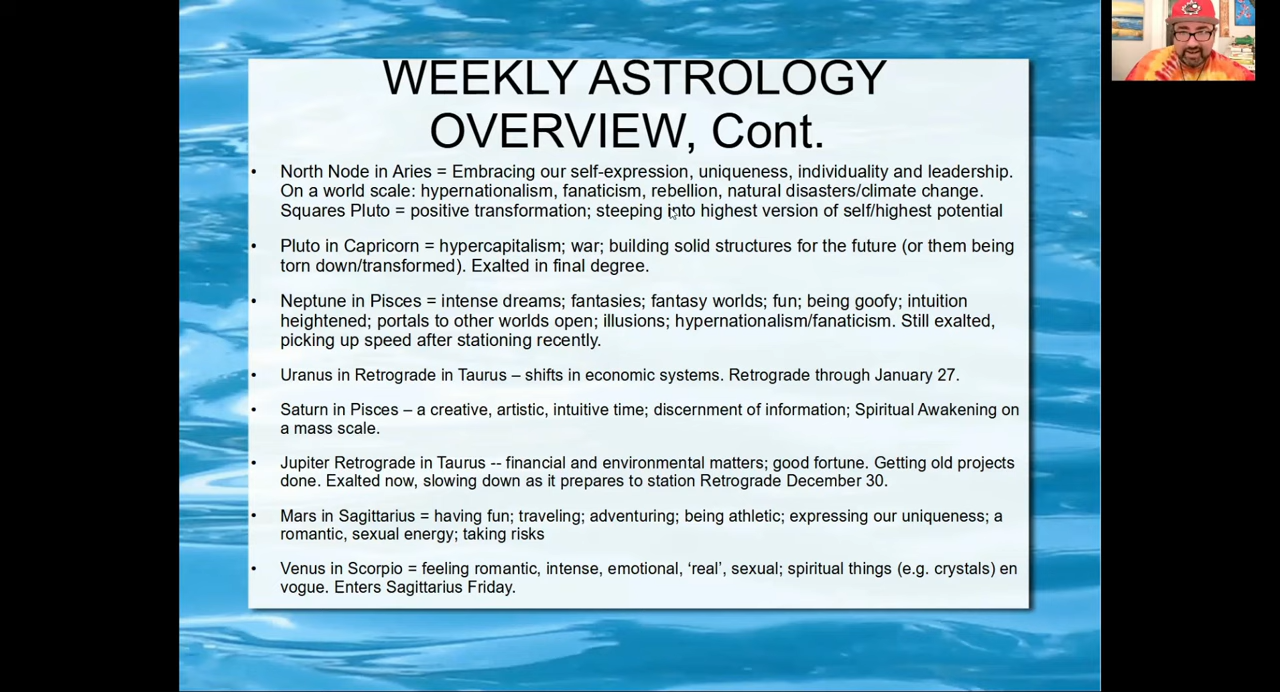 WEEKLY ASTROLOGY
OVERVIEW, Cont.
• North Node in Aries = Embracing our self-expression, uniqueness, individuality and leadership.
On a world scale: hypernationalism, fanaticism, rebellion, natural disasters/climate change.
Squares Pluto = positive transformation; steeping into highest version of self/highest potential
• Pluto in Capricorn = hypercapitalism; war; building solid structures for the future (or them being
torn down/transformed). Exalted in final degree.
• Neptune in Pisces = intense dreams; fantasies; fantasy worlds; fun; being goofy; intuition
heightened; portals to other worlds open; illusions; hypernationalism/fanaticism. Still exalted,
picking up speed after stationing recently.
• Uranus in Retrograde in Taurus – shifts in economic systems. Retrograde through January 27.
• Saturn in Pisces – a creative, artistic, intuitive time; discernment of information; Spiritual Awakening on
a mass scale.
• Jupiter Retrograde in Taurus -- financial and environmental matters; good fortune. Getting old projects
done. Exalted now, slowing down as it prepares to station Retrograde December 30.
• Mars in Sagittarius = having fun; traveling; adventuring; being athletic; expressing our uniqueness; a
romantic, sexual energy; taking risks
• Venus in Scorpio = feeling romantic, intense, emotional, ‘real’, sexual; spiritual things (e.g. crystals) en
vogue. Enters Sagittarius Friday.